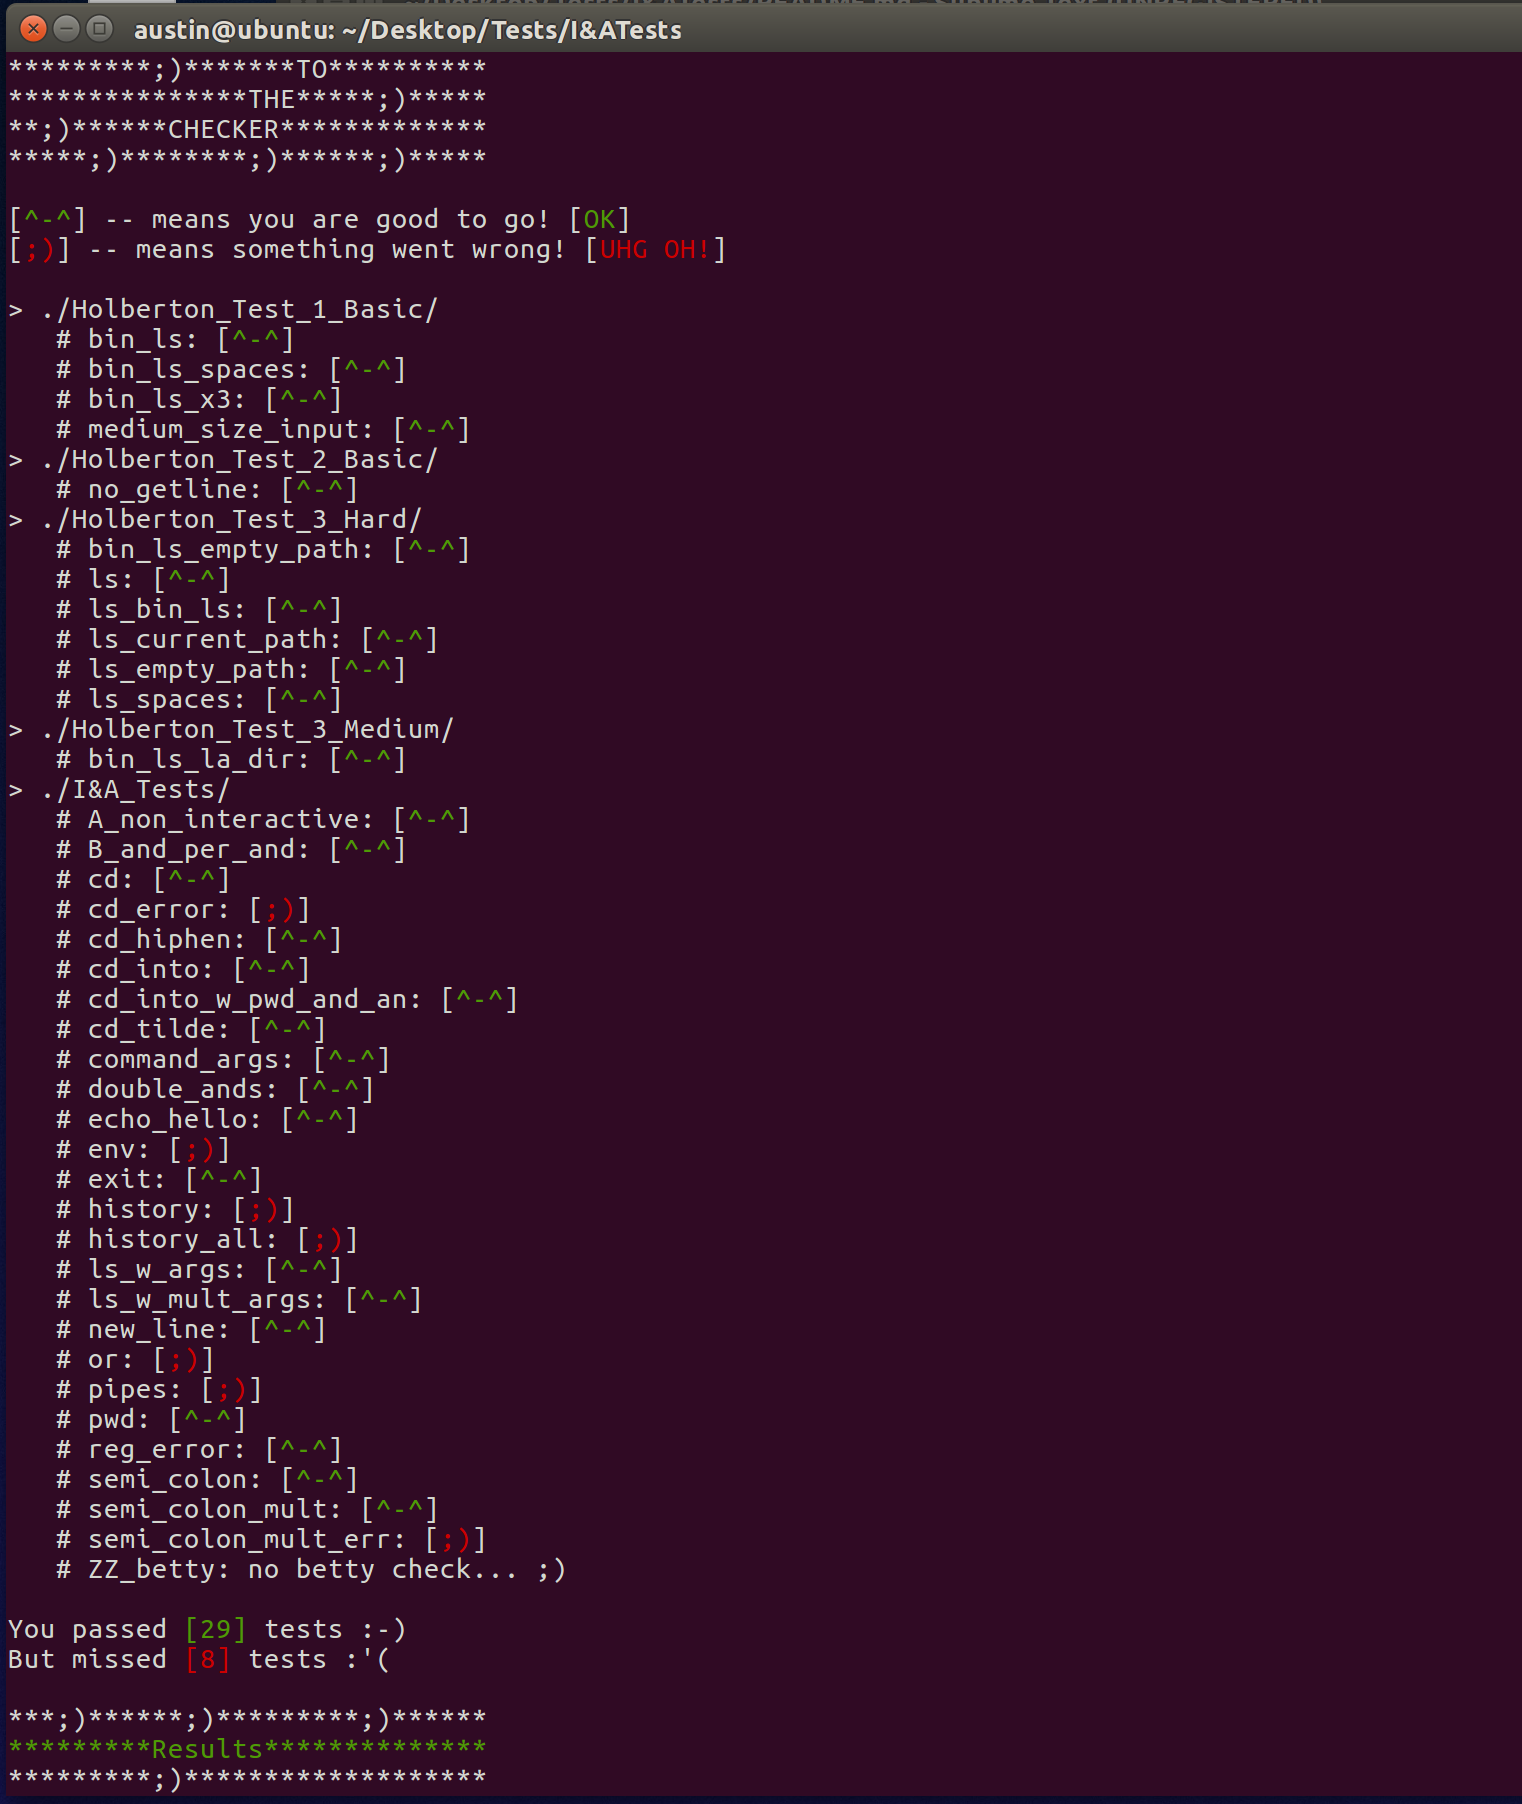 austin@ubuntu: ~/Desktop/Tests/I&ATests
*********;)*******TO**********
***************THE*****;)*****
**;)******CHECKER*************
*****;)********;)******;)*****
[^-^] -- means you are good to go! [OK]
[;)] -- means something went wrong! [UHG OH!]
> ./Holberton_Test_1_Basic/
# bin_ls: [^-^]
# bin_ls_spaces: [^-^]
# bin_ls_x3: [^-^]
# medium_size_input: [^-^]
> ./Holberton_Test_2_Basic/
# no_getline: [^-^]
> ./Holberton_Test_3_Hard/
# bin_ls_empty_path: [^-^]
# ls: [^-^]
# ls_bin_ls: [^-^]
# ls_current_path: [^-^]
# ls_empty_path: [^-^]
# ls_spaces: [^-^]
> ./Holberton_Test_3_Medium/
# bin_ls_la_dir: [^-^]
> ./I&A_Tests/
# A_non_interactive: [^-^]
# B_and_per_and: [^-^]
# cd: [^-^]
# cd_error: [;)]
# cd_hiphen: [^-^]
# cd_into: [^-^]
# cd_into_w_pwd_and_an: [^-^]
# cd_tilde: [^-^]
# command_args: [^-^]
# double_ands: [^-^]
# echo_hello: [^-^]
# env: [;)]
# exit: [^-^]
# history: [;)]
# history_all: [;)]
# ls_w_args: [^-^]
# ls_w_mult_args: [^-^]
# new_line: [^-^]
# or: [;)]
# pipes: [;)]
# pwd: [^-^]
# reg_error: [^-^]
# semi_colon: [^-^]
# semi_colon_mult: [^-^]
# semi_colon_mult_err: [;)]
# ZZ_betty: no betty check... ;)
You passed [29] tests :-)
But missed [8] tests :'(
***;)******;)*********;)******
*********Results**************
*********;)*******************